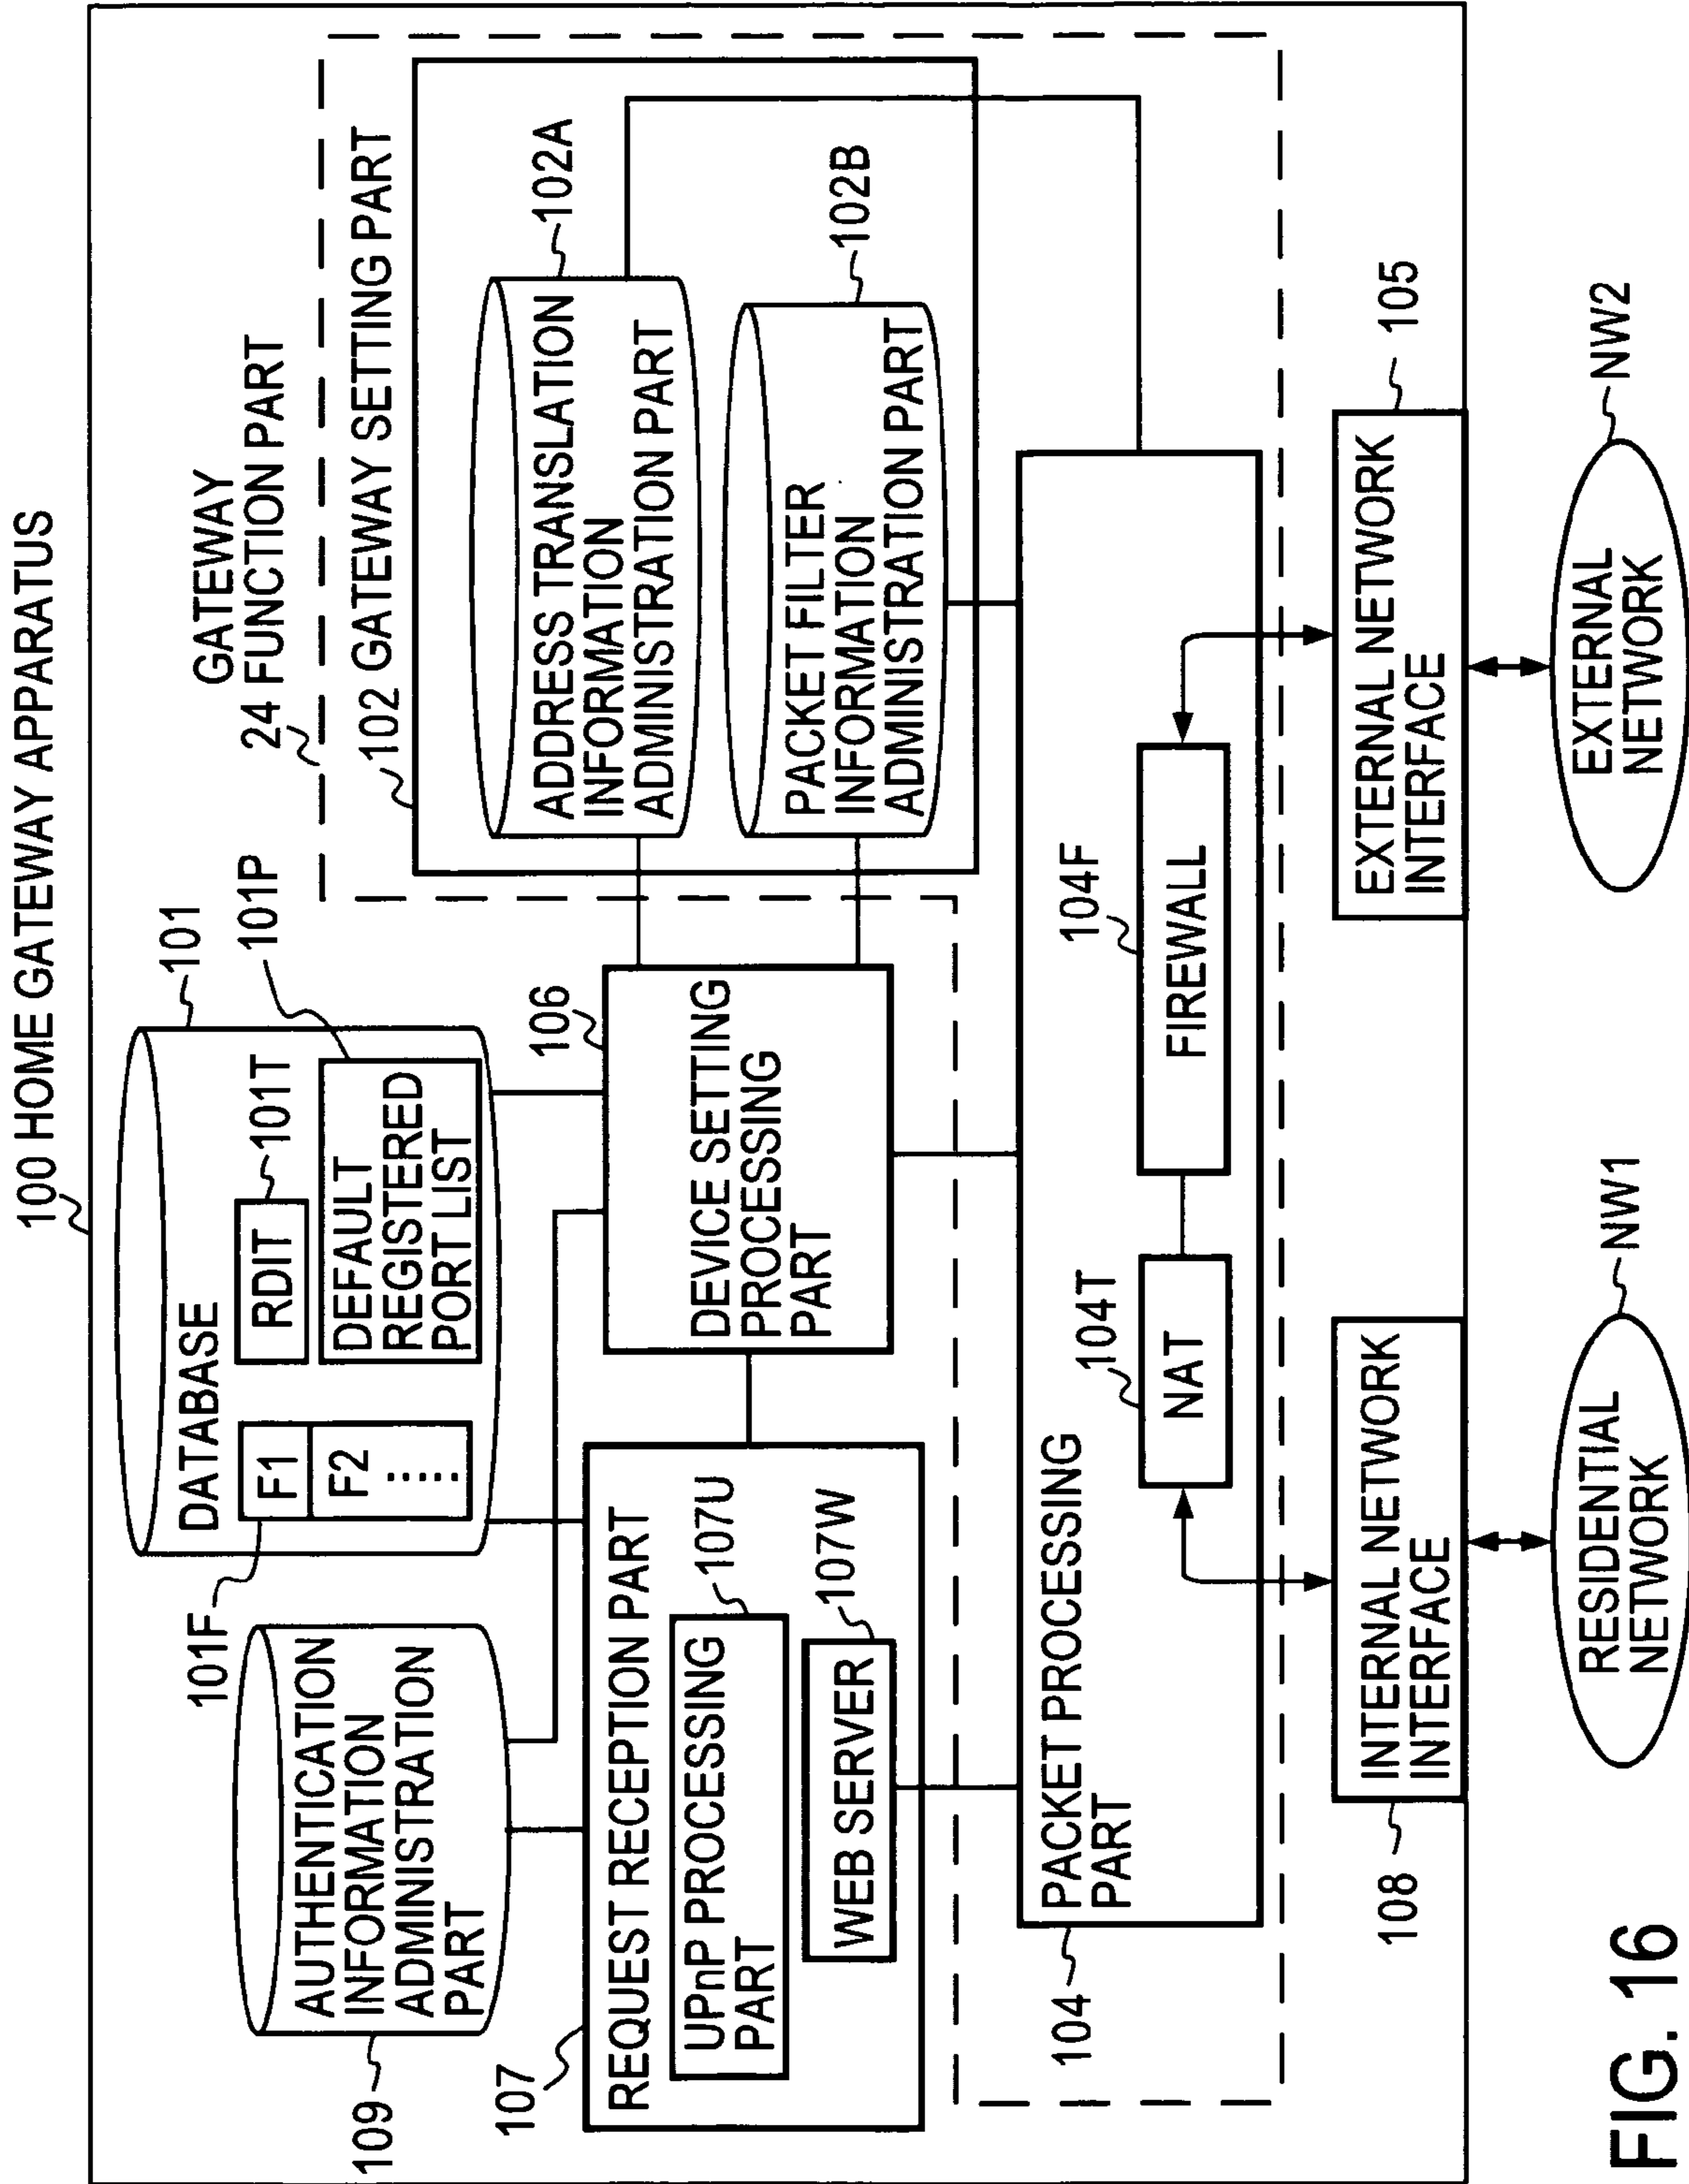 100 HOME GATEWAY APPARATUS
109
AUTHENTICATION
INFORMATION
ADMINISTRATION
PART
101F
DATABASE
F1
F2
RDIT
101T
DEFAULT
REGISTERED
PORT LIST
101
101P
GATEWAY
24 FUNCTION PART
102 GATEWAY SETTING PART
ADDRESS TRANSLATION
INFORMATION
ADMINISTRATION PART
102A
PACKET FILTER
INFORMATION
ADMINISTRATION PART
102B
107
REQUEST RECEPTION PART
UPnP PROCESSING
PART
107U
WEB SERVER
107W
106
DEVICE SETTING
PROCESSING
PART
104
PACKET PROCESSING
PART
104T
NAT
104F
FIREWALL
108
INTERNAL NETWORK
INTERFACE
EXTERNAL NETWORK
INTERFACE
105
RESIDENTIAL
NETWORK
NW1
EXTERNAL
NETWORK
NW2
FIG. 16